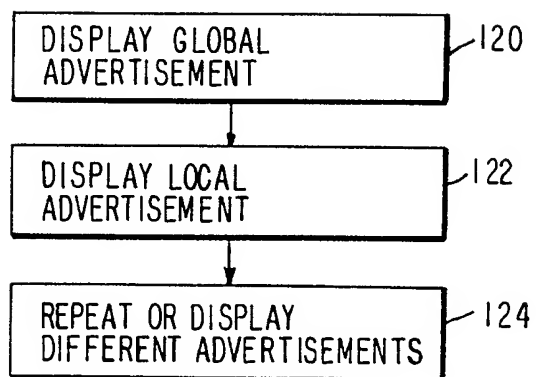 DISPLAY GLOBAL
ADVERTISEMENT
120
DISPLAY LOCAL
ADVERTISEMENT
122
REPEAT OR DISPLAY
DIFFERENT ADVERTISEMENTS
124